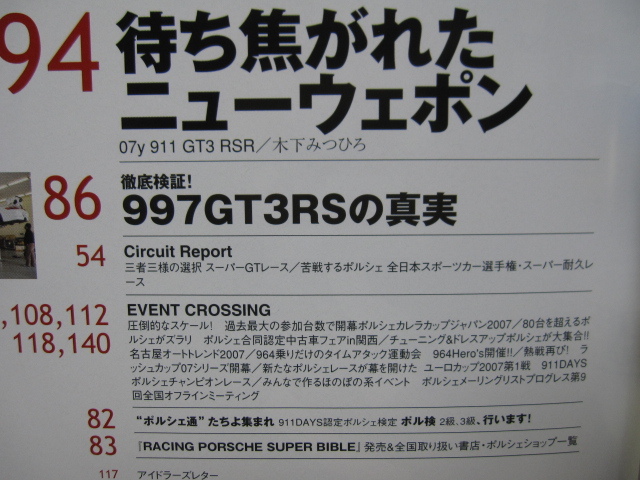 94 待ち焦がれた
ニューウェポン
07y 911 GT3 RSR／木下みつひろ
徹底検証!
86 997GT3RSの真実
54 Circuit Report
三者三様の選択 スーパーGTレース／苦戦するポルシェ 全日本スポーツカー選手権・スーパー耐久レ
ース
,108,112 EVENT CROSSING
118,140
圧倒的なスケール! 過去最大の参加台数で開幕ポルシェカレラカップジャパン2007／80台を超えるポ
ルシェがズラリ ポルシェ合同認定中古車フェアin関西／チューニング&ドレスアップポルシェが大集合!!
名古屋オートトレンド2007／964乗りだけのタイムアタック運動会 964Hero's開催!!／熱戦再び! ラ
ッシュカップ07シリーズ開幕／新たなポルシェレースが幕を開けた ユーロカップ2007第1戦 911DAYS
ポルシェチャンピオンレース／みんなで作るほのぼの系イベント ポルシェメーリングリストプログレス第9
回全国オフラインミーティング
82 “ポルシェ通”たちよ集まれ 911DAYS認定ポルシェ検定 ポル検 2級、3級、行います!
83 『RACING PORSCHE SUPER BIBLE』発売&全国取り扱い書店・ポルシェショップ一覧
117 アイドラーズレター